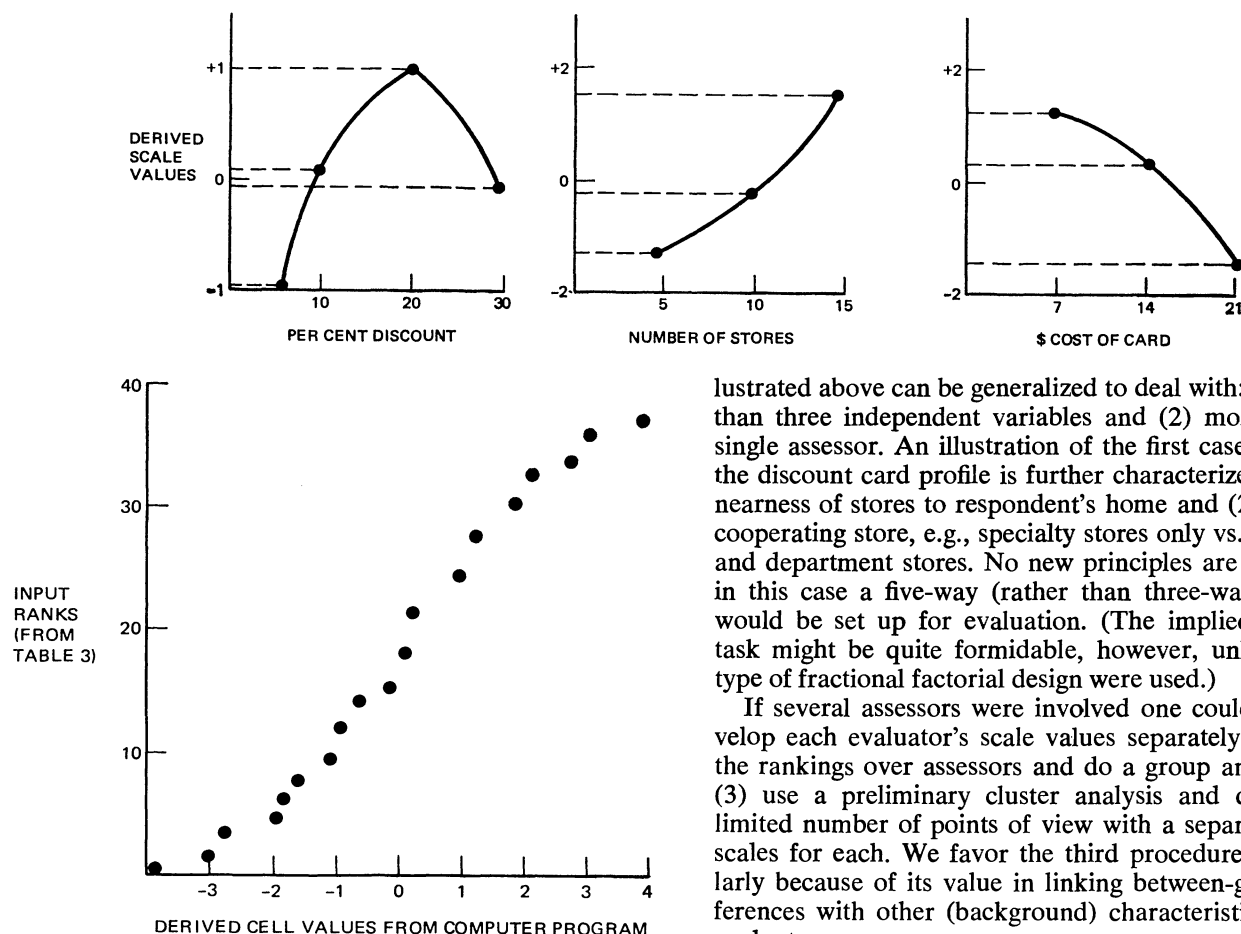 +1
DERIVED
SCALE
VALUES
0
-1
10 20 30
PER CENT DISCOUNT
+2
0
-2
5 10 15
NUMBER OF STORES
+2
0
-2
7 14 21
$ COST OF CARD
40
30
20
10
INPUT
RANKS
(FROM
TABLE 3)
-3 -2 -1 0 1 2 3 4
DERIVED CELL VALUES FROM COMPUTER PROGRAM
lustrated above can be generalized to deal with:
than three independent variables and (2) mo
single assessor. An illustration of the first case
the discount card profile is further characterize
nearness of stores to respondent's home and (2
cooperating store, e.g., specialty stores only vs.
and department stores. No new principles are
in this case a five-way (rather than three-wa
would be set up for evaluation. (The implied
task might be quite formidable, however, unl
type of fractional factorial design were used.)
If several assessors were involved one coul
velop each evaluator's scale values separately
the rankings over assessors and do a group an
(3) use a preliminary cluster analysis and d
limited number of points of view with a separ
scales for each. We favor the third procedure
larly because of its value in linking between-g
ferences with other (background) characteristi